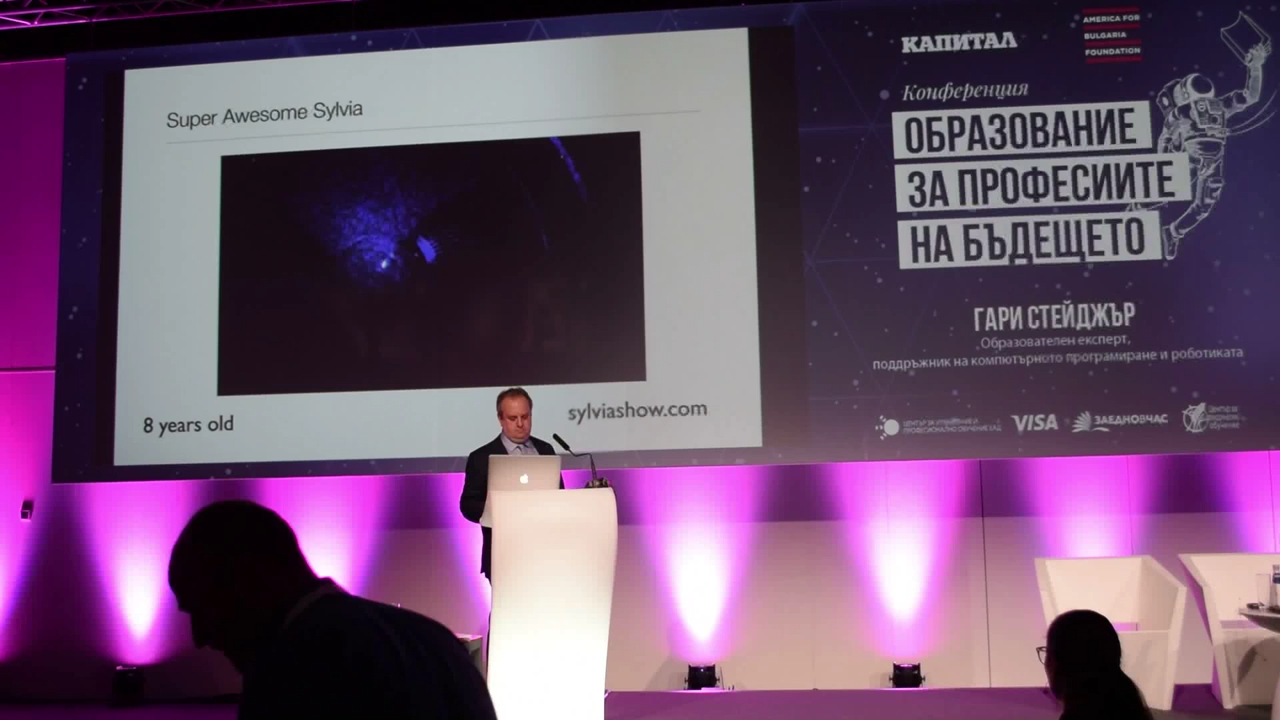 Super Awesome Sylvia
8 years old
sylviashow.com
КАПИТАЛ
AMERICA FOR
BULGARIA
FOUNDATION
Конференция
ОБРАЗОВАНИЕ
ЗА ПРОФЕСИИТЕ
НА БЪДЕЩЕТО
ГАРИ СТЕЙДЖЪР
Образователен експерт,
поддръжник на компютърното програмиране и роботиката
VISA
ЗАЕДНОВЧАС